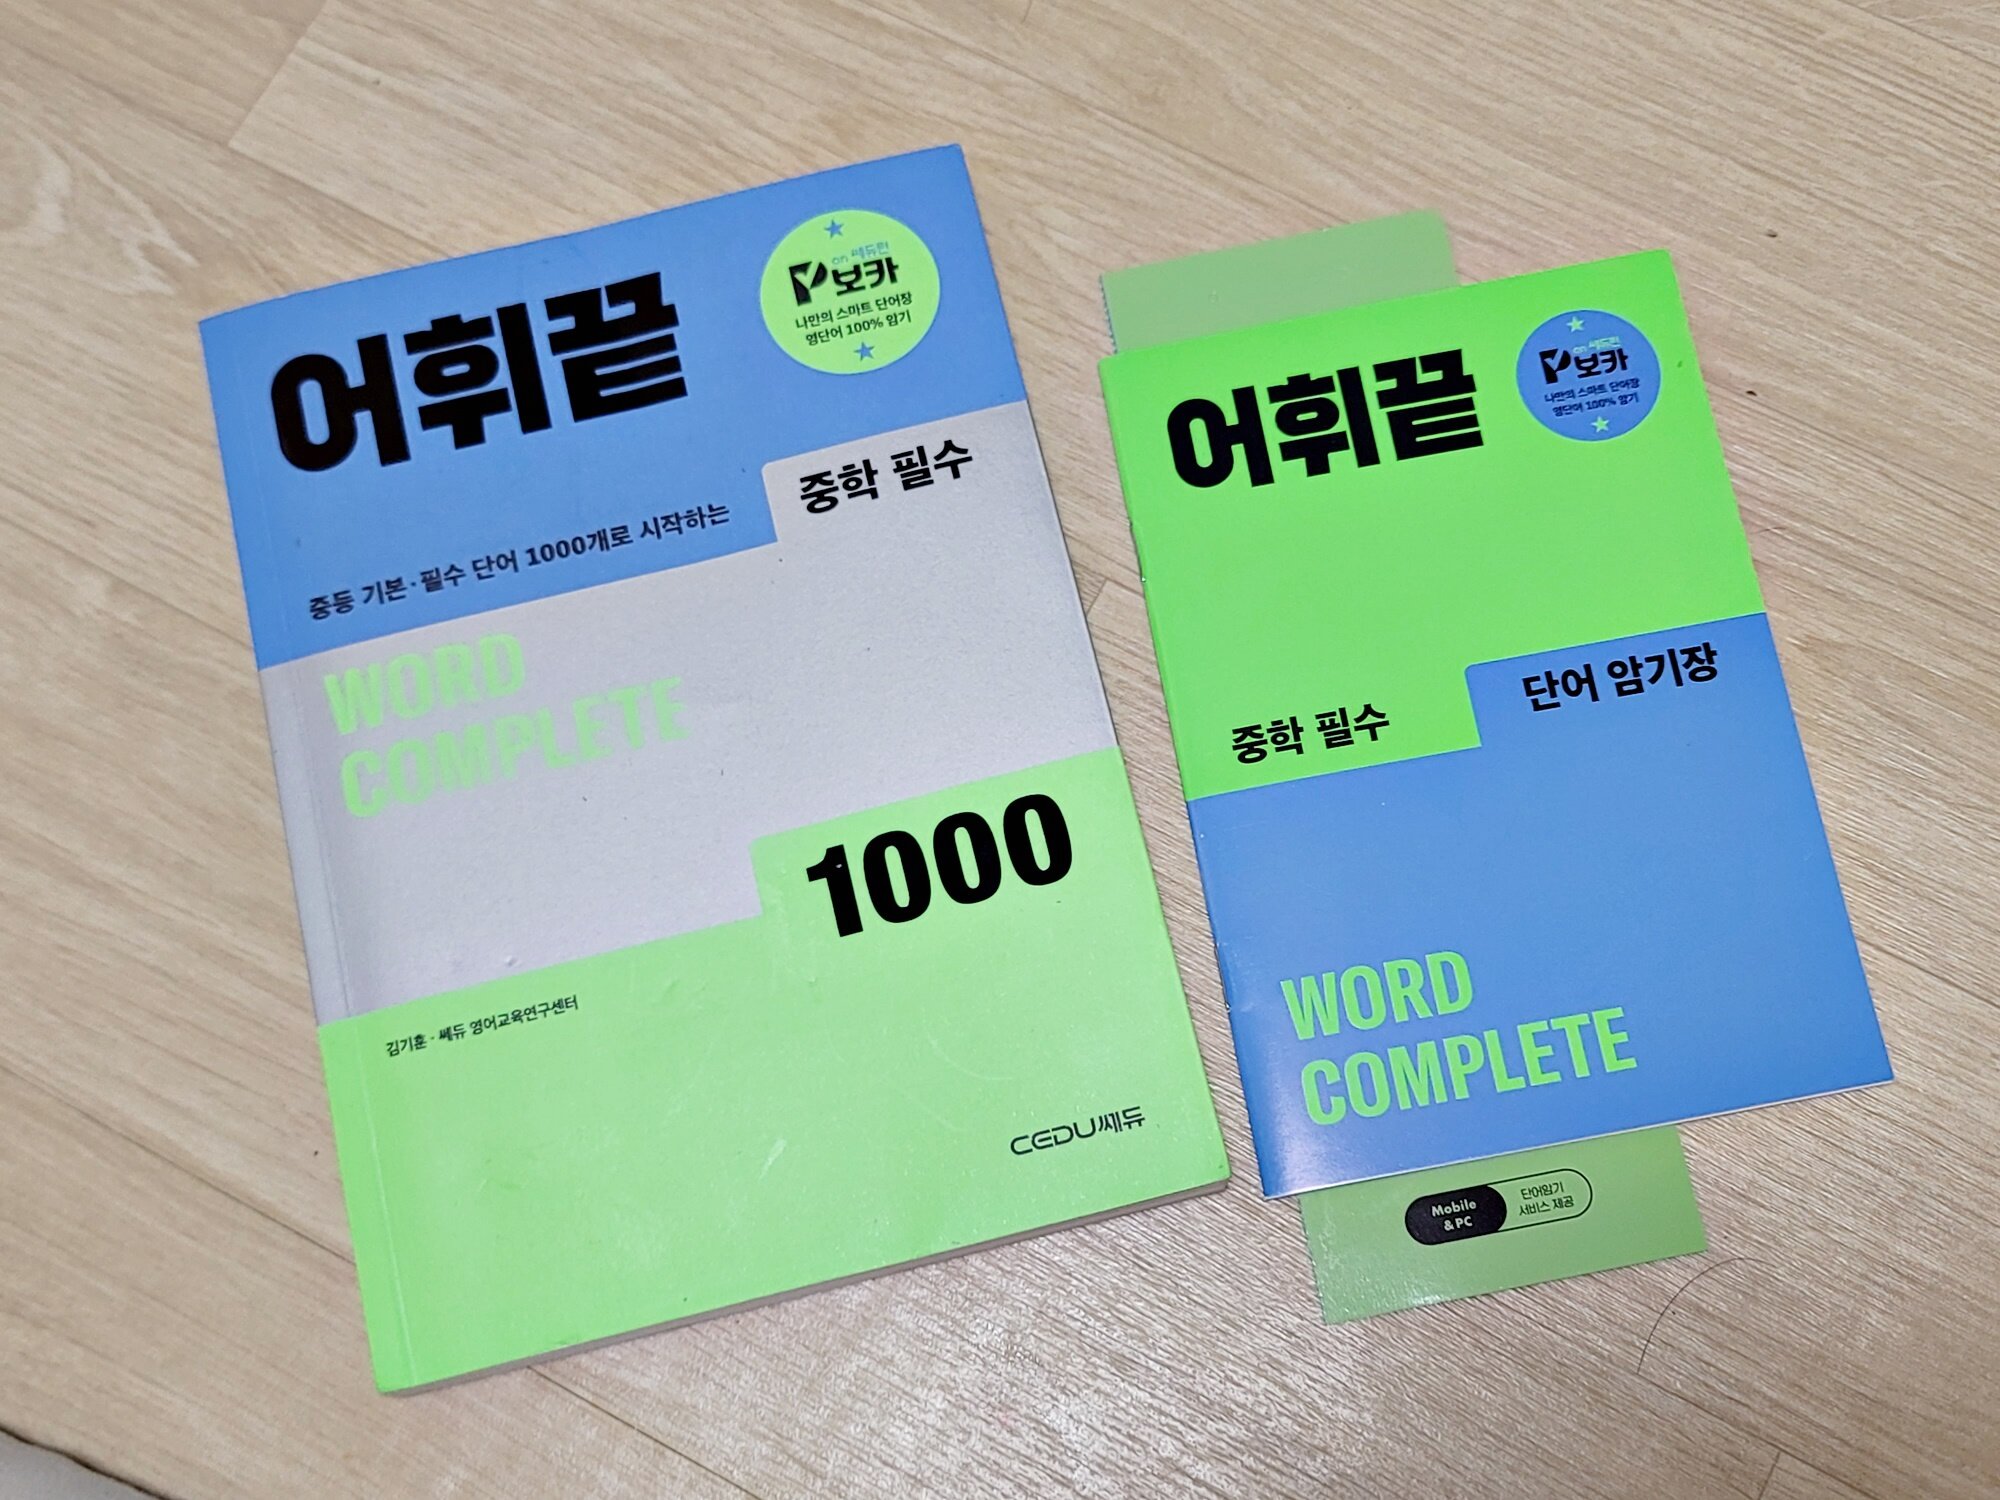 어휘끝
on 쎄듀런
보카
나만의 스마트 단어장
영단어 100% 암기
중학 필수
중등 기본·필수 단어 1000개로 시작하는
WORD
COMPLETE
1000
김기훈·쎄듀 영어교육연구센터
CEDU쎄듀
어휘끝
on 쎄듀런
보카
나만의 스마트 단어장
영단어 100% 암기
단어 암기장
중학 필수
WORD
COMPLETE
Mobile
& PC
단어암기
서비스 제공